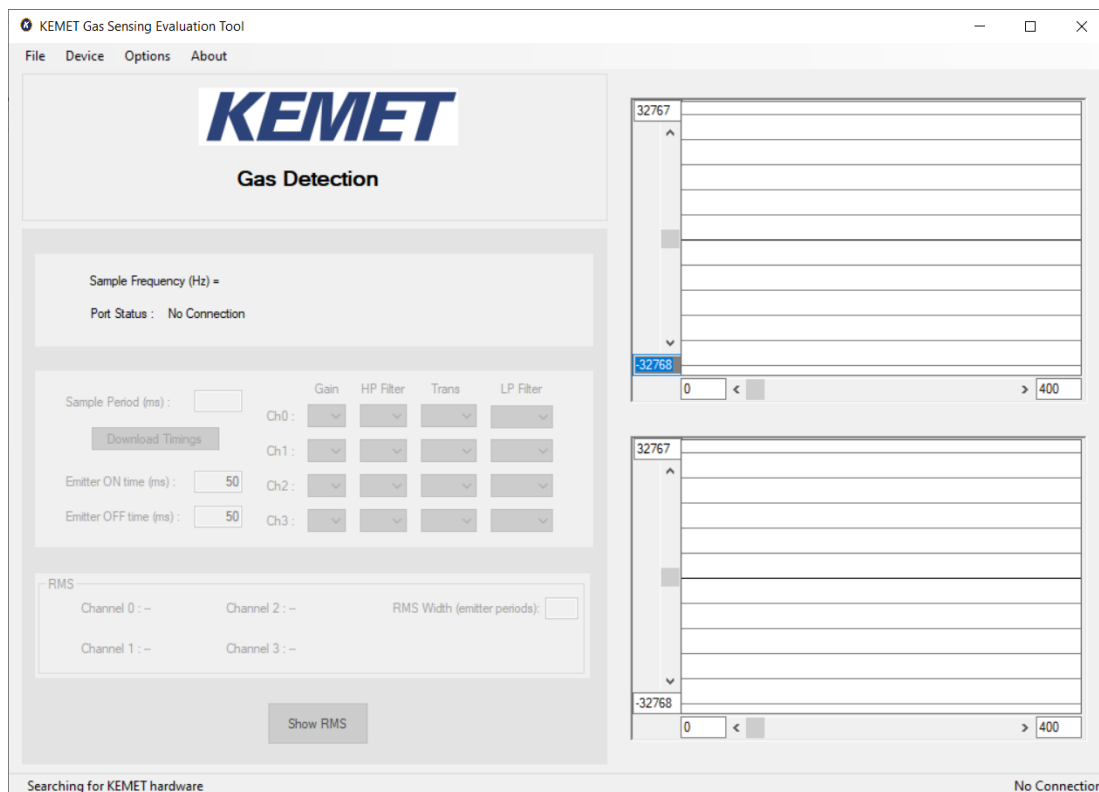 KEMET Gas Sensing Evaluation Tool
File Device Options About
KEMET
Gas Detection
Sample Frequency (Hz) =
Port Status : No Connection
Sample Period (ms) :
Download Timings
Emitter ON time (ms) : 50
Emitter OFF time (ms) : 50
Gain HP Filter Trans LP Filter
Ch0 :
Ch1 :
Ch2 :
Ch3 :
RMS
Channel 0 : -- Channel 2 : -- RMS Width (emitter periods):
Channel 1 : -- Channel 3 : --
Show RMS
32767
-32768
0 400
32767
-32768
0 400
Searching for KEMET hardware No Connection